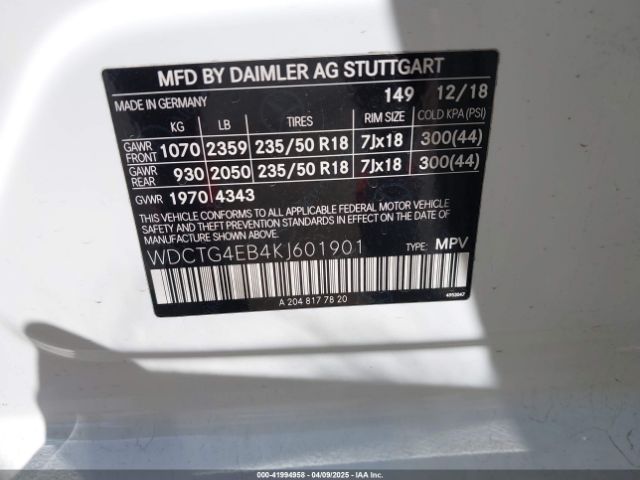 MFD BY DAIMLER AG STUTTGART
MADE IN GERMANY 149 12/18
KG LB TIRES RIM SIZE COLD KPA (PSI)
GAWR FRONT 1070 2359 235/50 R18 7Jx18 300(44)
GAWR REAR 930 2050 235/50 R18 7Jx18 300(44)
GVWR 1970 4343
THIS VEHICLE CONFORMS TO ALL APPLICABLE FEDERAL MOTOR VEHICLE
SAFETY AND THEFT PREVENTION STANDARDS IN EFFECT ON THE DATE
OF MANUFACTURE SHOWN ABOVE.
WDCTG4EB4KJ601901 TYPE: MPV
A 204 817 78 20
000-41994958 - 04/09/2025 - IAAI.COM - COPART